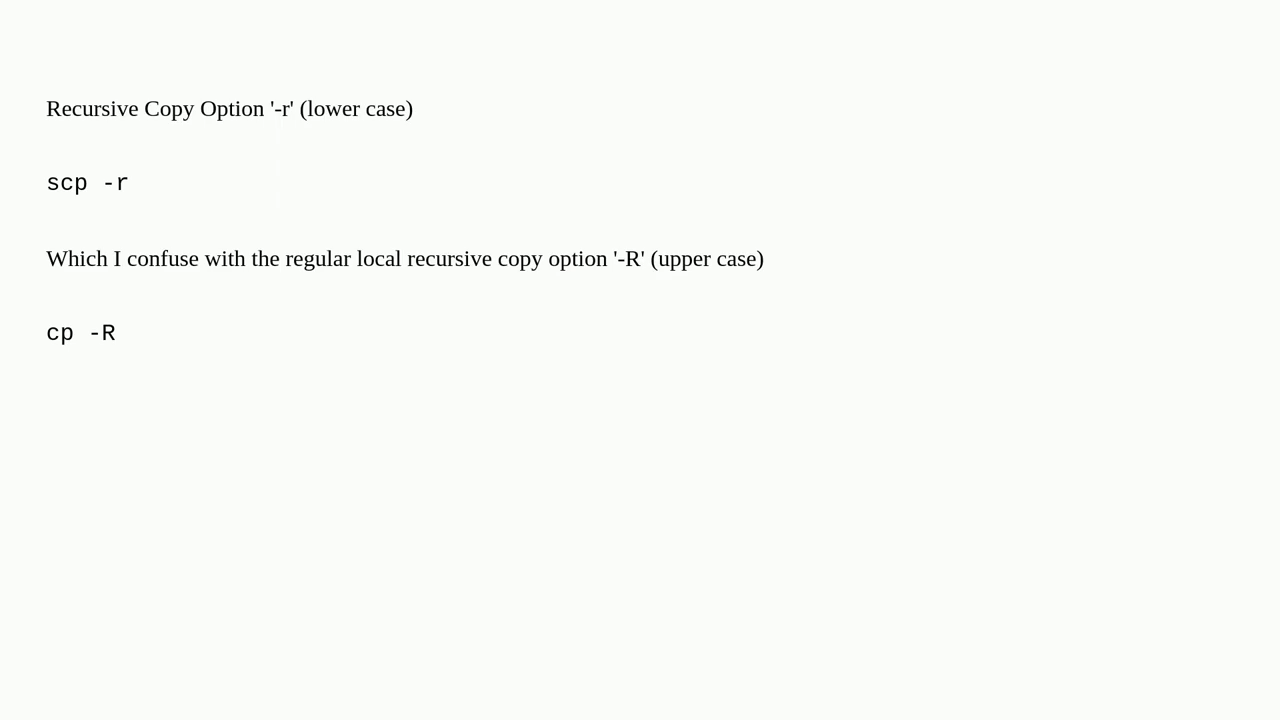 Recursive Copy Option '-r' (lower case)
scp -r
Which I confuse with the regular local recursive copy option '-R' (upper case)
cp -R